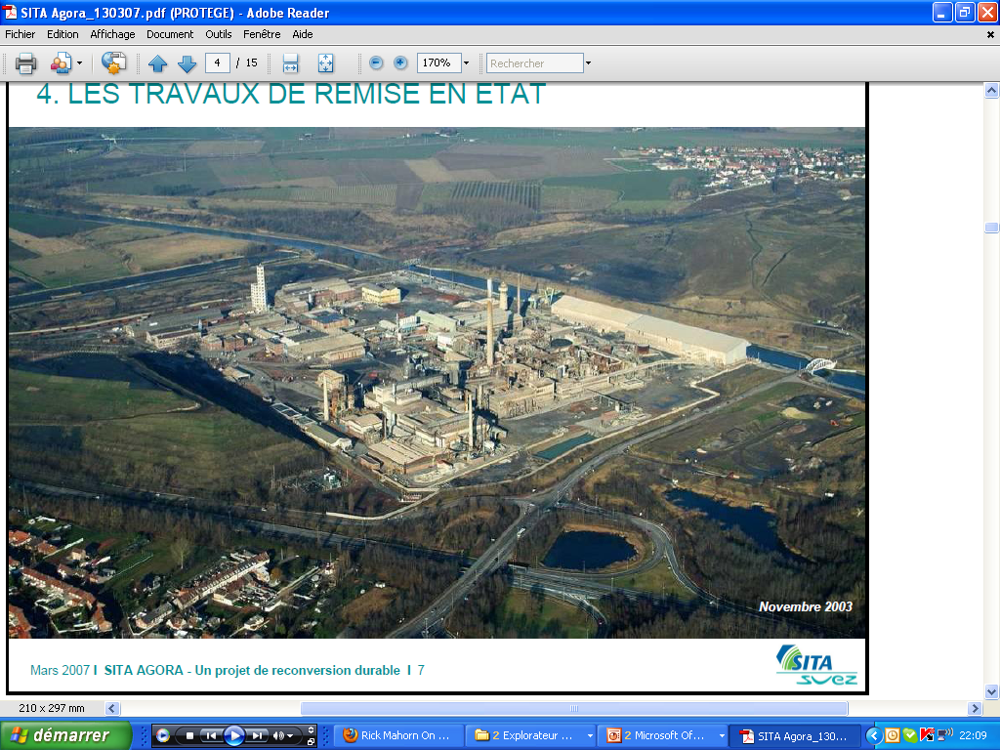 SITA Agora_130307.pdf (PROTEGE) - Adobe Reader
Fichier Edition Affichage Document Outils Fenêtre Aide
4 / 15 170% Rechercher
4. LES TRAVAUX DE REMISE EN ETAT
Novembre 2003
Mars 2007 I SITA AGORA - Un projet de reconversion durable I 7
SITA
suez
210 x 297 mm
démarrer Rick Mahorn On ... 2 Explorateur ... 2 Microsoft Of... SITA Agora_130... 22:09